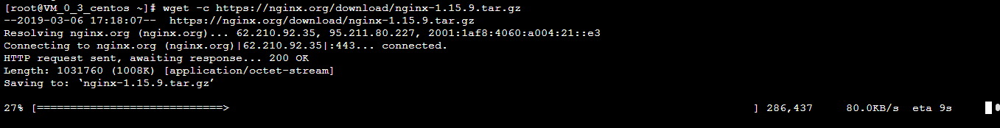 [root@VM_0_3_centos ~]# wget -c https://nginx.org/download/nginx-1.15.9.tar.gz
--2019-03-06 17:18:07--  https://nginx.org/download/nginx-1.15.9.tar.gz
Resolving nginx.org (nginx.org)... 62.210.92.35, 95.211.80.227, 2001:1af8:4060:a004:21::e3
Connecting to nginx.org (nginx.org)|62.210.92.35|:443... connected.
HTTP request sent, awaiting response... 200 OK
Length: 1031760 (1008K) [application/octet-stream]
Saving to: ‘nginx-1.15.9.tar.gz’
27% [============================>                                                                               ] 286,437     80.0KB/s  eta 9s